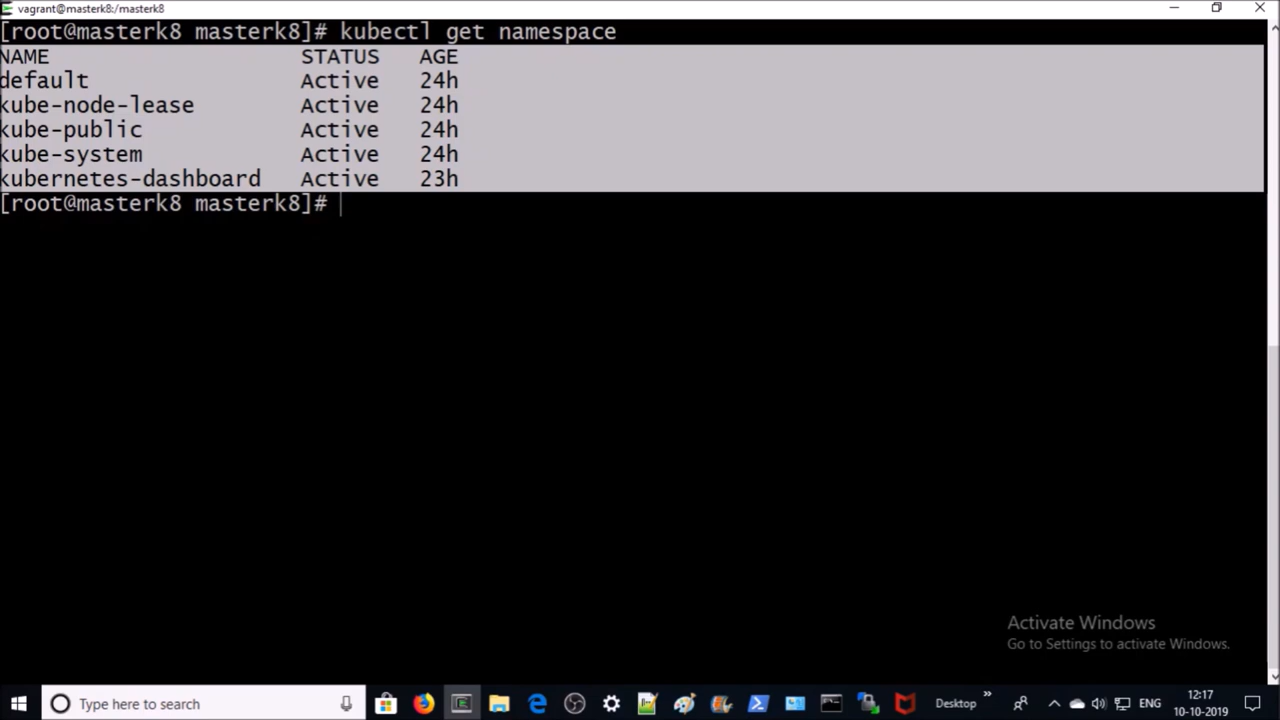 vagrant@masterk8:/masterk8
[root@masterk8 masterk8]# kubectl get namespace
NAME STATUS AGE
default Active 24h
kube-node-lease Active 24h
kube-public Active 24h
kube-system Active 24h
kubernetes-dashboard Active 23h
[root@masterk8 masterk8]#
Activate Windows
Go to Settings to activate Windows.
Type here to search
Desktop
ENG
12:17
10-10-2019